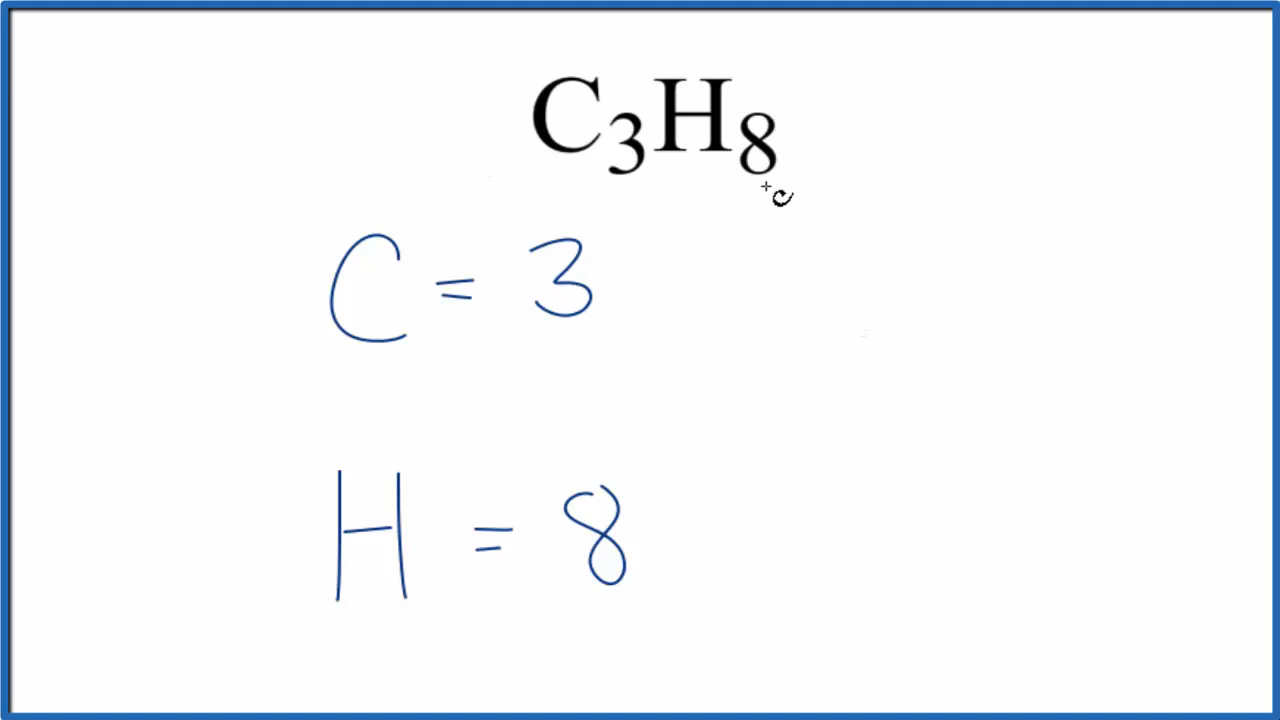 C₃H₈
C = 3
H = 8